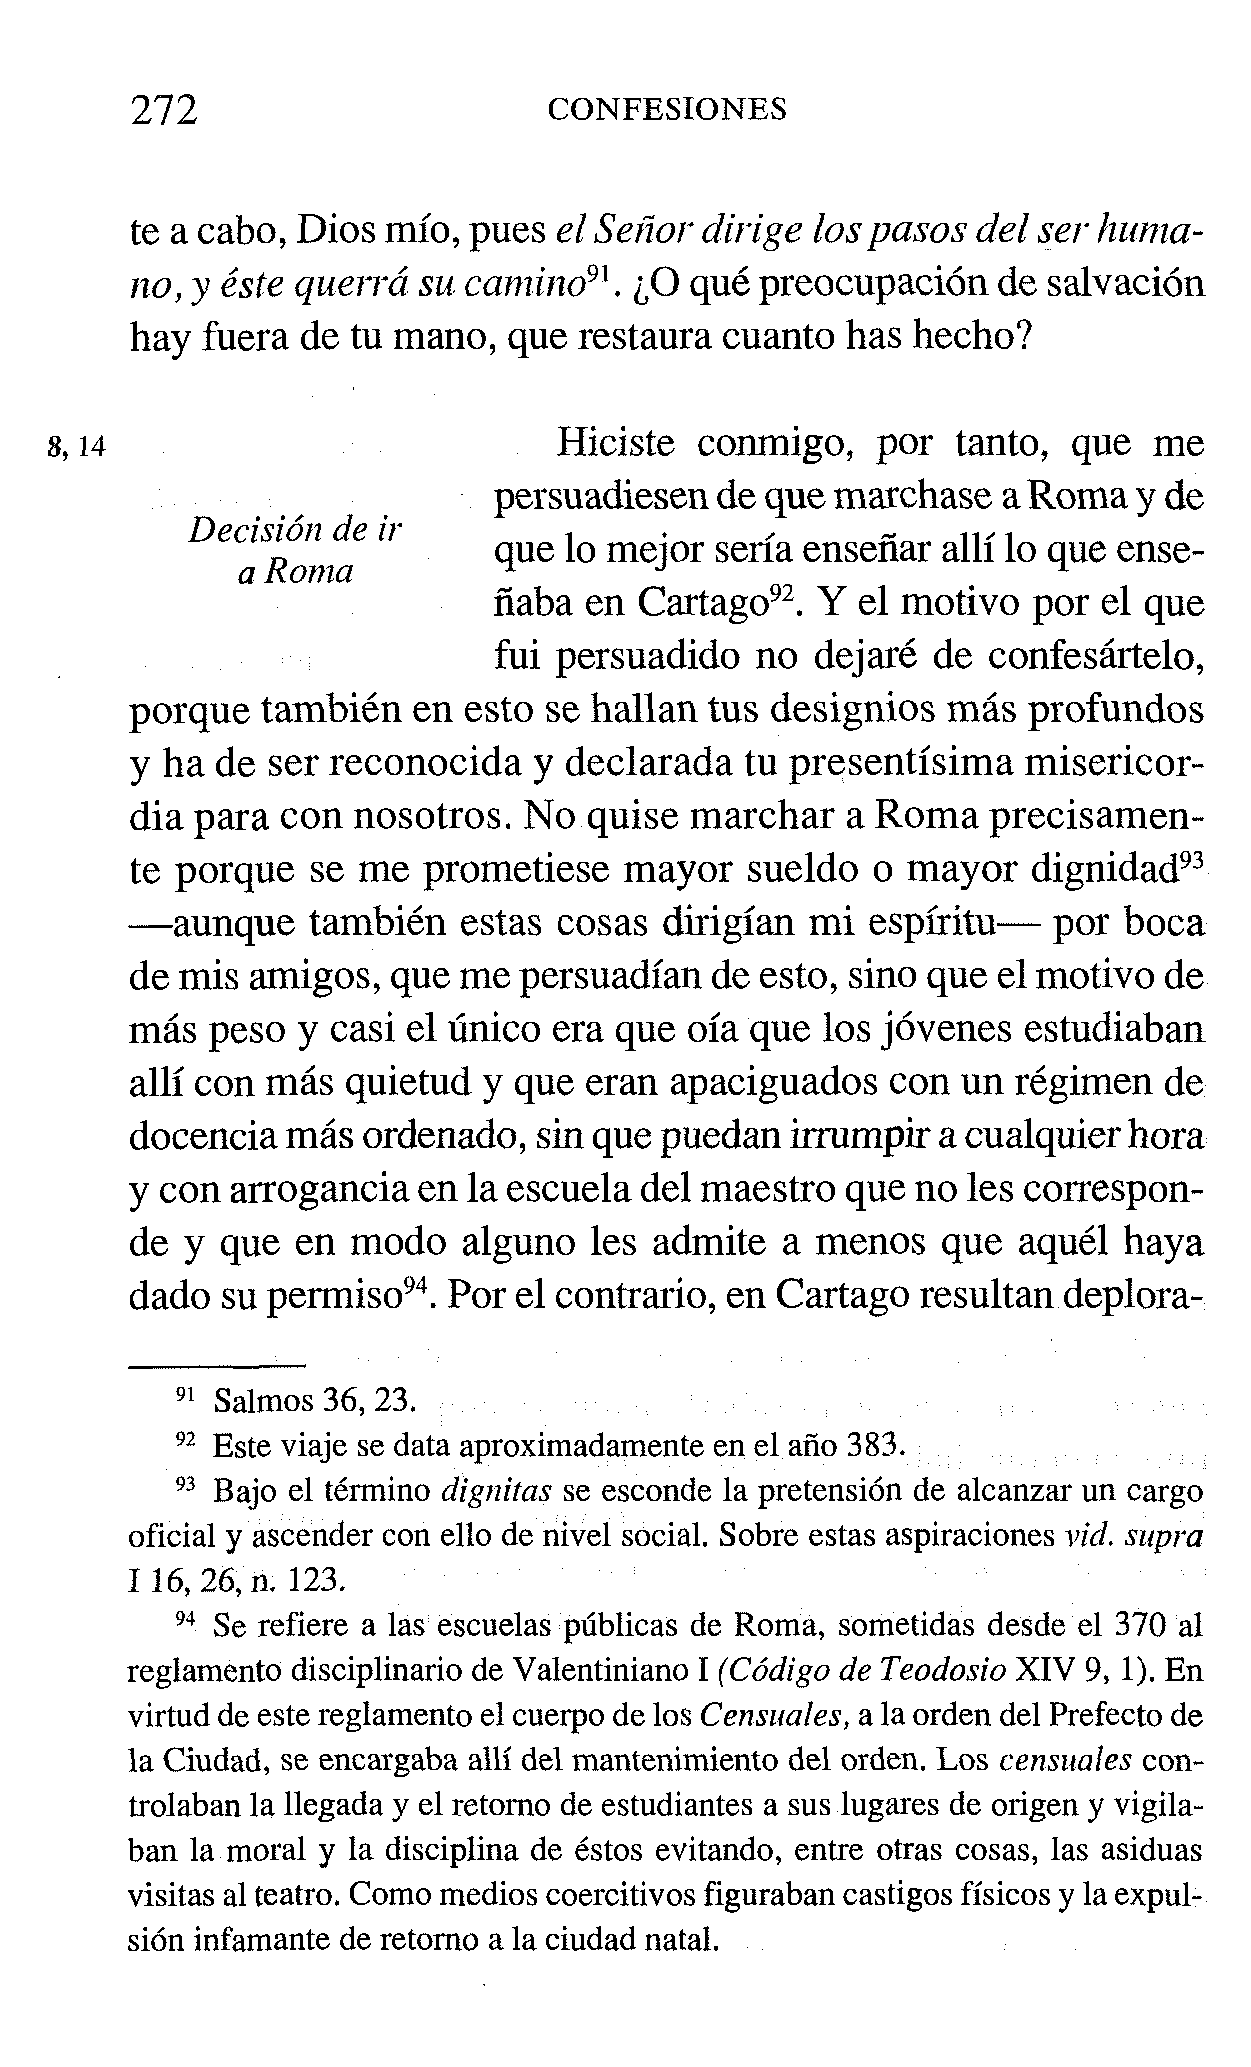 272 CONFESIONES
te a cabo, Dios mío, pues el Señor dirige los pasos del ser huma-
no, y éste querrá su camino⁹¹. ¿O qué preocupación de salvación
hay fuera de tu mano, que restaura cuanto has hecho?
8, 14
Decisión de ir
a Roma
Hiciste conmigo, por tanto, que me
persuadiesen de que marchase a Roma y de
que lo mejor sería enseñar allí lo que ense-
ñaba en Cartago⁹². Y el motivo por el que
fui persuadido no dejaré de confesártelo,
porque también en esto se hallan tus designios más profundos
y ha de ser reconocida y declarada tu presentísima misericor-
dia para con nosotros. No quise marchar a Roma precisamen-
te porque se me prometiese mayor sueldo o mayor dignidad⁹³
—aunque también estas cosas dirigían mi espíritu— por boca
de mis amigos, que me persuadían de esto, sino que el motivo de
más peso y casi el único era que oía que los jóvenes estudiaban
allí con más quietud y que eran apaciguados con un régimen de
docencia más ordenado, sin que puedan irrumpir a cualquier hora
y con arrogancia en la escuela del maestro que no les correspon-
de y que en modo alguno les admite a menos que aquél haya
dado su permiso⁹⁴. Por el contrario, en Cartago resultan deplora-
⁹¹ Salmos 36, 23.
⁹² Este viaje se data aproximadamente en el año 383.
⁹³ Bajo el término dignitas se esconde la pretensión de alcanzar un cargo
oficial y ascender con ello de nivel social. Sobre estas aspiraciones vid. supra
I 16, 26, n. 123.
⁹⁴ Se refiere a las escuelas públicas de Roma, sometidas desde el 370 al
reglamento disciplinario de Valentiniano I (Código de Teodosio XIV 9, 1). En
virtud de este reglamento el cuerpo de los Censuales, a la orden del Prefecto de
la Ciudad, se encargaba allí del mantenimiento del orden. Los censuales con-
trolaban la llegada y el retorno de estudiantes a sus lugares de origen y vigila-
ban la moral y la disciplina de éstos evitando, entre otras cosas, las asiduas
visitas al teatro. Como medios coercitivos figuraban castigos físicos y la expul-
sión infamante de retorno a la ciudad natal.